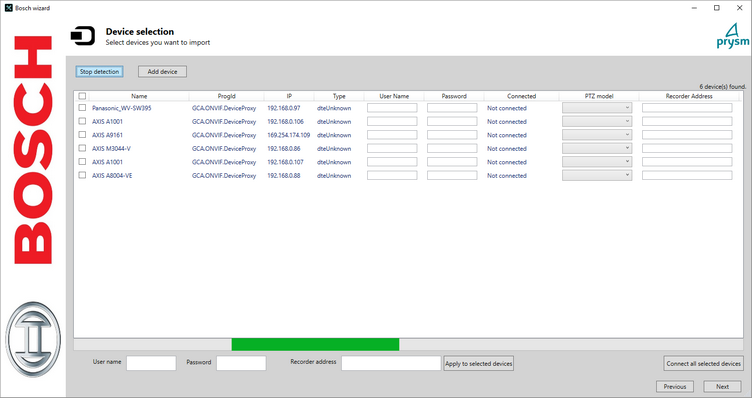 Bosch wizard
Device selection
Select devices you want to import
prysm
BOSCH
Stop detection Add device
6 device(s) found.
Name ProgId IP Type User Name Password Connected PTZ model Recorder Address
Panasonic_WV-SW395 GCA.ONVIF.DeviceProxy 192.168.0.97 dteUnknown Not connected
AXIS A1001 GCA.ONVIF.DeviceProxy 192.168.0.106 dteUnknown Not connected
AXIS A9161 GCA.ONVIF.DeviceProxy 169.254.174.109 dteUnknown Not connected
AXIS M3044-V GCA.ONVIF.DeviceProxy 192.168.0.86 dteUnknown Not connected
AXIS A1001 GCA.ONVIF.DeviceProxy 192.168.0.107 dteUnknown Not connected
AXIS A8004-VE GCA.ONVIF.DeviceProxy 192.168.0.88 dteUnknown Not connected
User name Password Recorder address Apply to selected devices Connect all selected devices
Previous Next